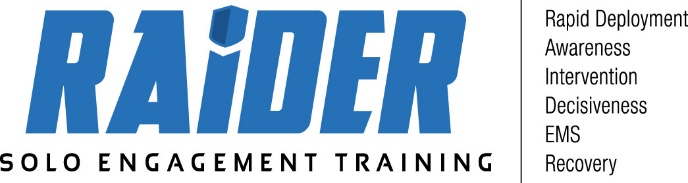 RAiDER
SOLO ENGAGEMENT TRAINING
Rapid Deployment
Awareness
Intervention
Decisiveness
EMS
Recovery